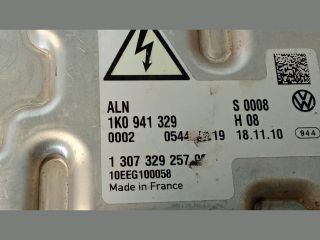 ALN S 0008
1K0 941 329 H 08
0002 18.11.10 944
1 307 329 257
10EEG100058
Made in France